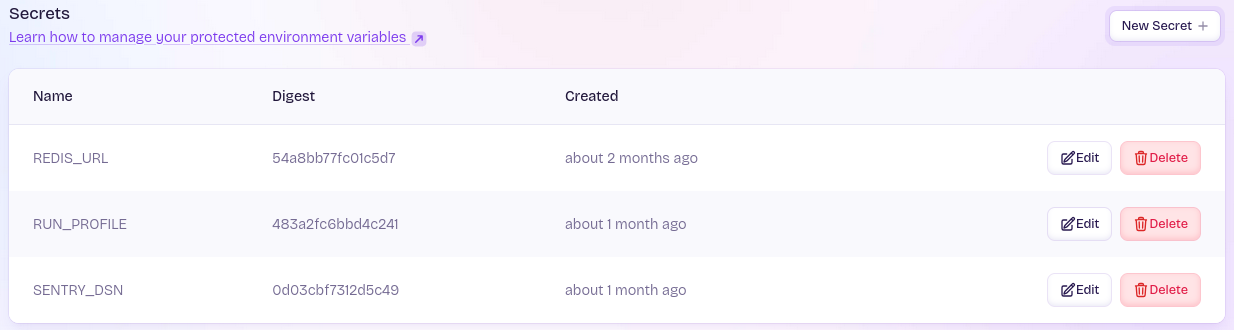 Secrets
Learn how to manage your protected environment variables
New Secret +
Name Digest Created
REDIS_URL 54a8bb77fc01c5d7 about 2 months ago Edit Delete
RUN_PROFILE 483a2fc6bbd4c241 about 1 month ago Edit Delete
SENTRY_DSN 0d03cbf7312d5c49 about 1 month ago Edit Delete